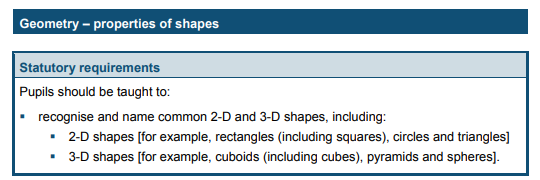 Geometry – properties of shapes
Statutory requirements
Pupils should be taught to:
▪ recognise and name common 2-D and 3-D shapes, including:
▪ 2-D shapes [for example, rectangles (including squares), circles and triangles]
▪ 3-D shapes [for example, cuboids (including cubes), pyramids and spheres].